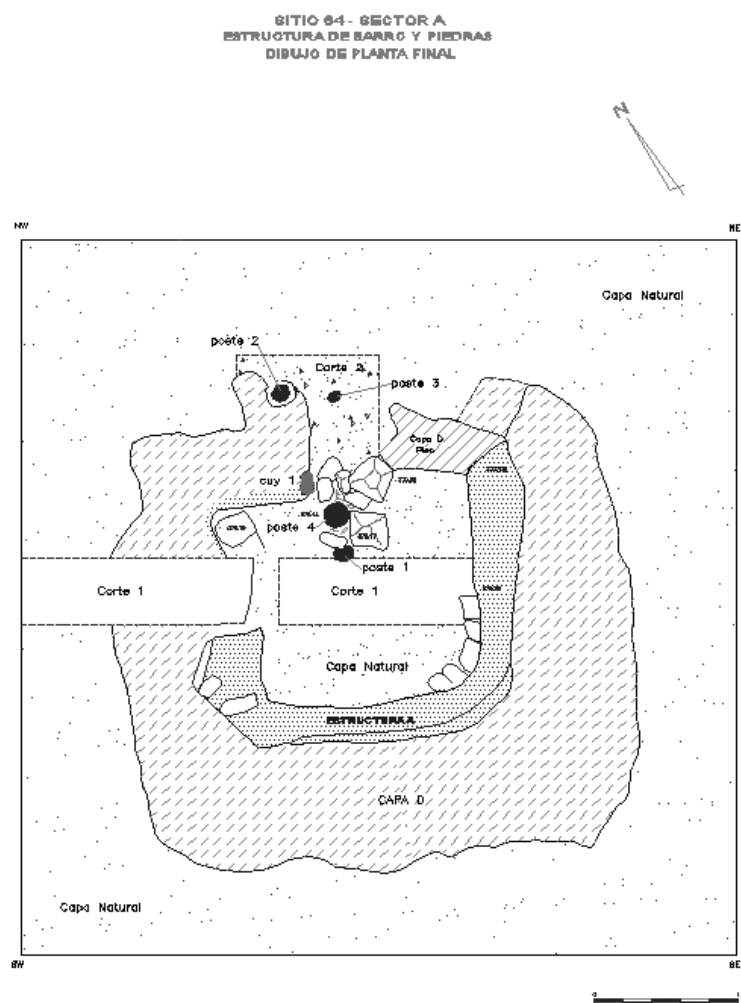 SITIO 64 - SECTOR A
ESTRUCTURA DE BARRO Y PIEDRAS
DIBUJO DE PLANTA FINAL
N
NW
NE
Capa Natural
poste 2
Corte 2
poste 3
Capa D
Piso
cuy 1
poste 4
poste 1
Corte 1
Corte 1
Capa Natural
ESTRUCTURA A
CAPA D
Capa Natural
SW
SE